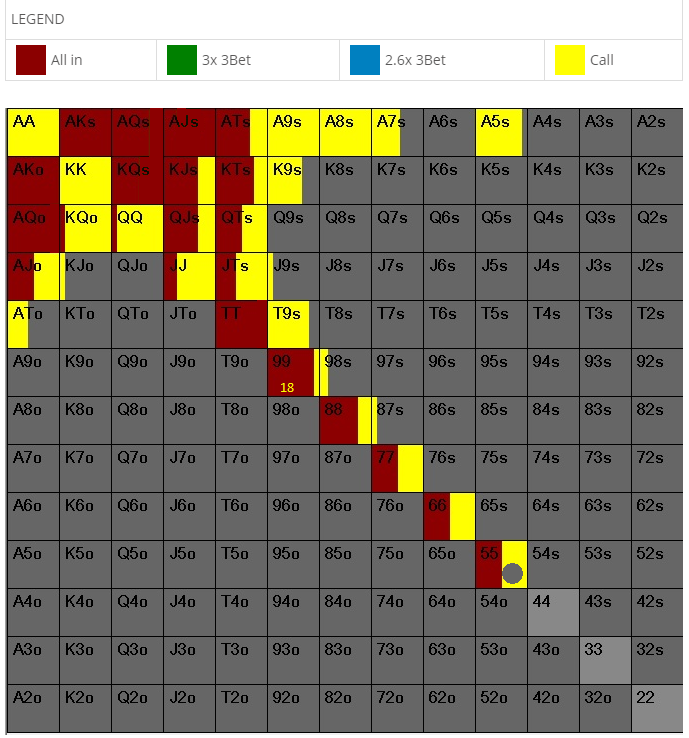 LEGEND
All in 3x 3Bet 2.6x 3Bet Call
AA AKs AQs AJs ATs A9s A8s A7s A6s A5s A4s A3s A2s
AKo KK KQs KJs KTs K9s K8s K7s K6s K5s K4s K3s K2s
AQo KQo QQ QJs QTs Q9s Q8s Q7s Q6s Q5s Q4s Q3s Q2s
AJo KJo QJo JJ JTs J9s J8s J7s J6s J5s J4s J3s J2s
ATo KTo QTo JTo TT T9s T8s T7s T6s T5s T4s T3s T2s
A9o K9o Q9o J9o T9o 99 98s 97s 96s 95s 94s 93s 92s
18
A8o K8o Q8o J8o T8o 98o 88 87s 86s 85s 84s 83s 82s
A7o K7o Q7o J7o T7o 97o 87o 77 76s 75s 74s 73s 72s
A6o K6o Q6o J6o T6o 96o 86o 76o 66 65s 64s 63s 62s
A5o K5o Q5o J5o T5o 95o 85o 75o 65o 55 54s 53s 52s
A4o K4o Q4o J4o T4o 94o 84o 74o 64o 54o 44 43s 42s
A3o K3o Q3o J3o T3o 93o 83o 73o 63o 53o 43o 33 32s
A2o K2o Q2o J2o T2o 92o 82o 72o 62o 52o 42o 32o 22